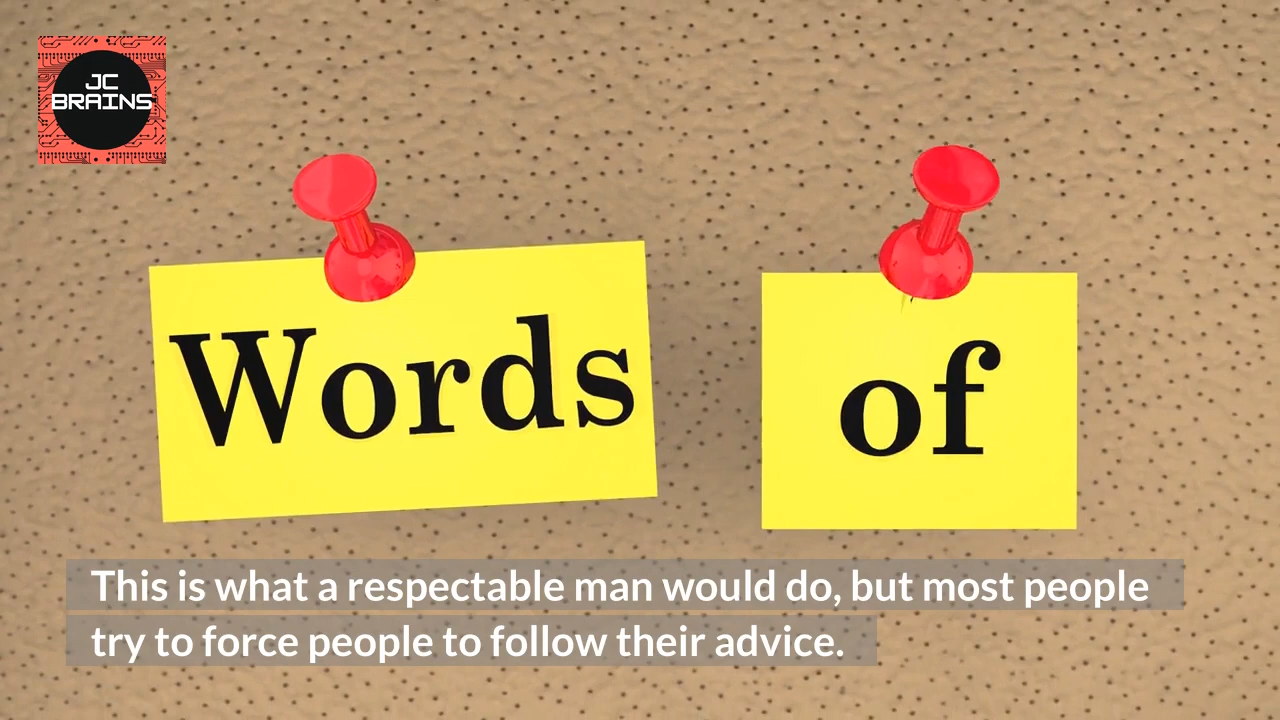 JC
BRAINS
Words of
This is what a respectable man would do, but most people
try to force people to follow their advice.